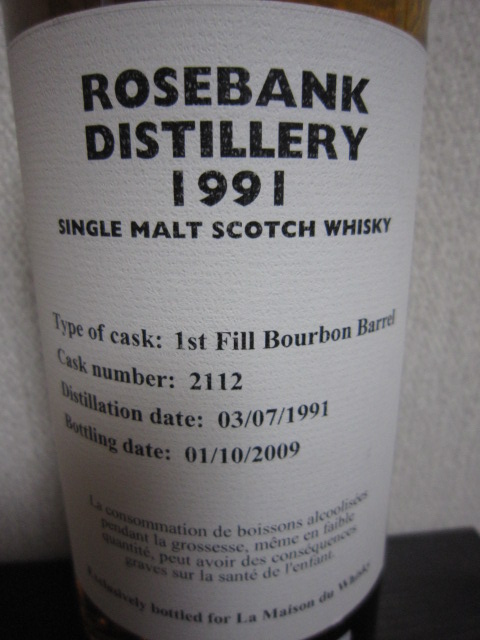 ROSEBANK
DISTILLERY
1991
SINGLE MALT SCOTCH WHISKY
Type of cask: 1st Fill Bourbon Barrel
Cask number: 2112
Distillation date: 03/07/1991
Bottling date: 01/10/2009
La consommation de boissons alcoolisées
pendant la grossesse, même en faible
quantité, peut avoir des conséquences
graves sur la santé de l'enfant.
Exclusively bottled for La Maison du Whisky